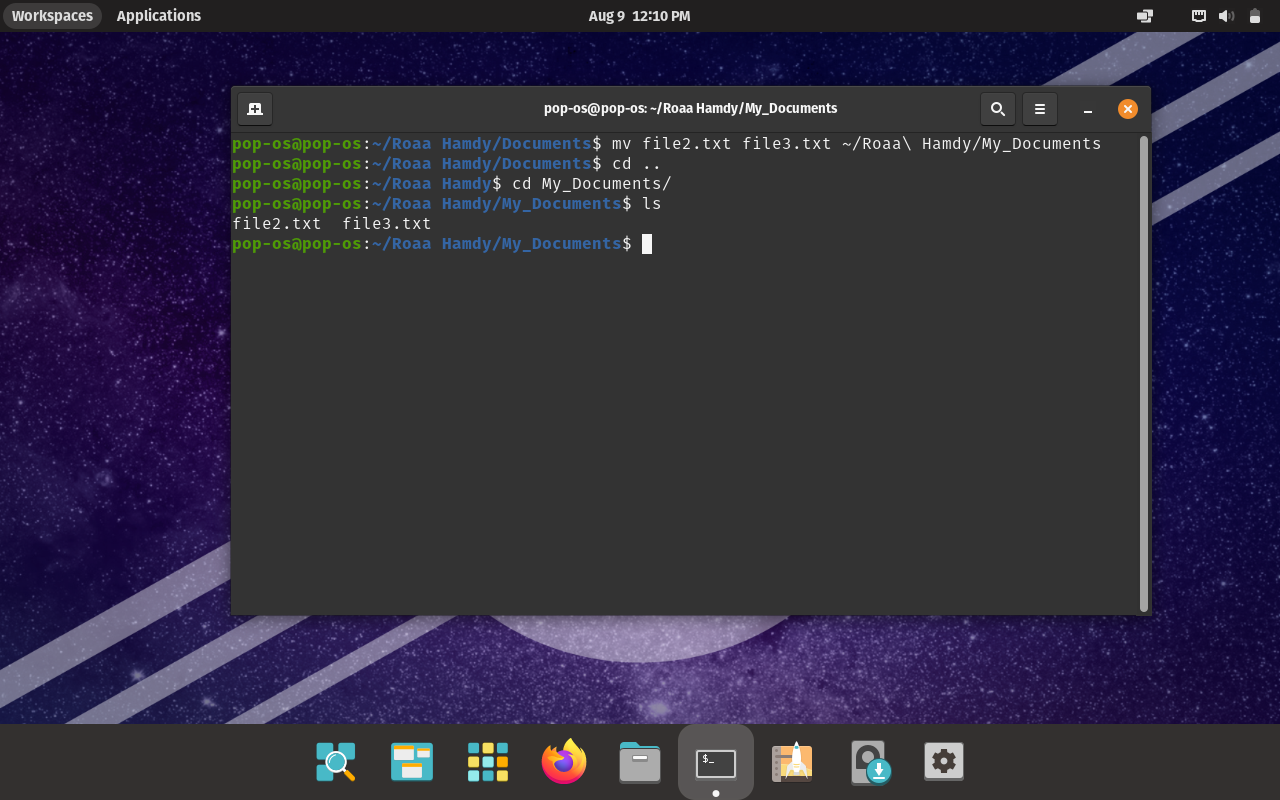 Workspaces Applications Aug 9 12:10 PM
pop-os@pop-os: ~/Roaa Hamdy/My_Documents
pop-os@pop-os:~/Roaa Hamdy/Documents$ mv file2.txt file3.txt ~/Roaa\ Hamdy/My_Documents
pop-os@pop-os:~/Roaa Hamdy/Documents$ cd ..
pop-os@pop-os:~/Roaa Hamdy$ cd My_Documents/
pop-os@pop-os:~/Roaa Hamdy/My_Documents$ ls
file2.txt  file3.txt
pop-os@pop-os:~/Roaa Hamdy/My_Documents$
$_